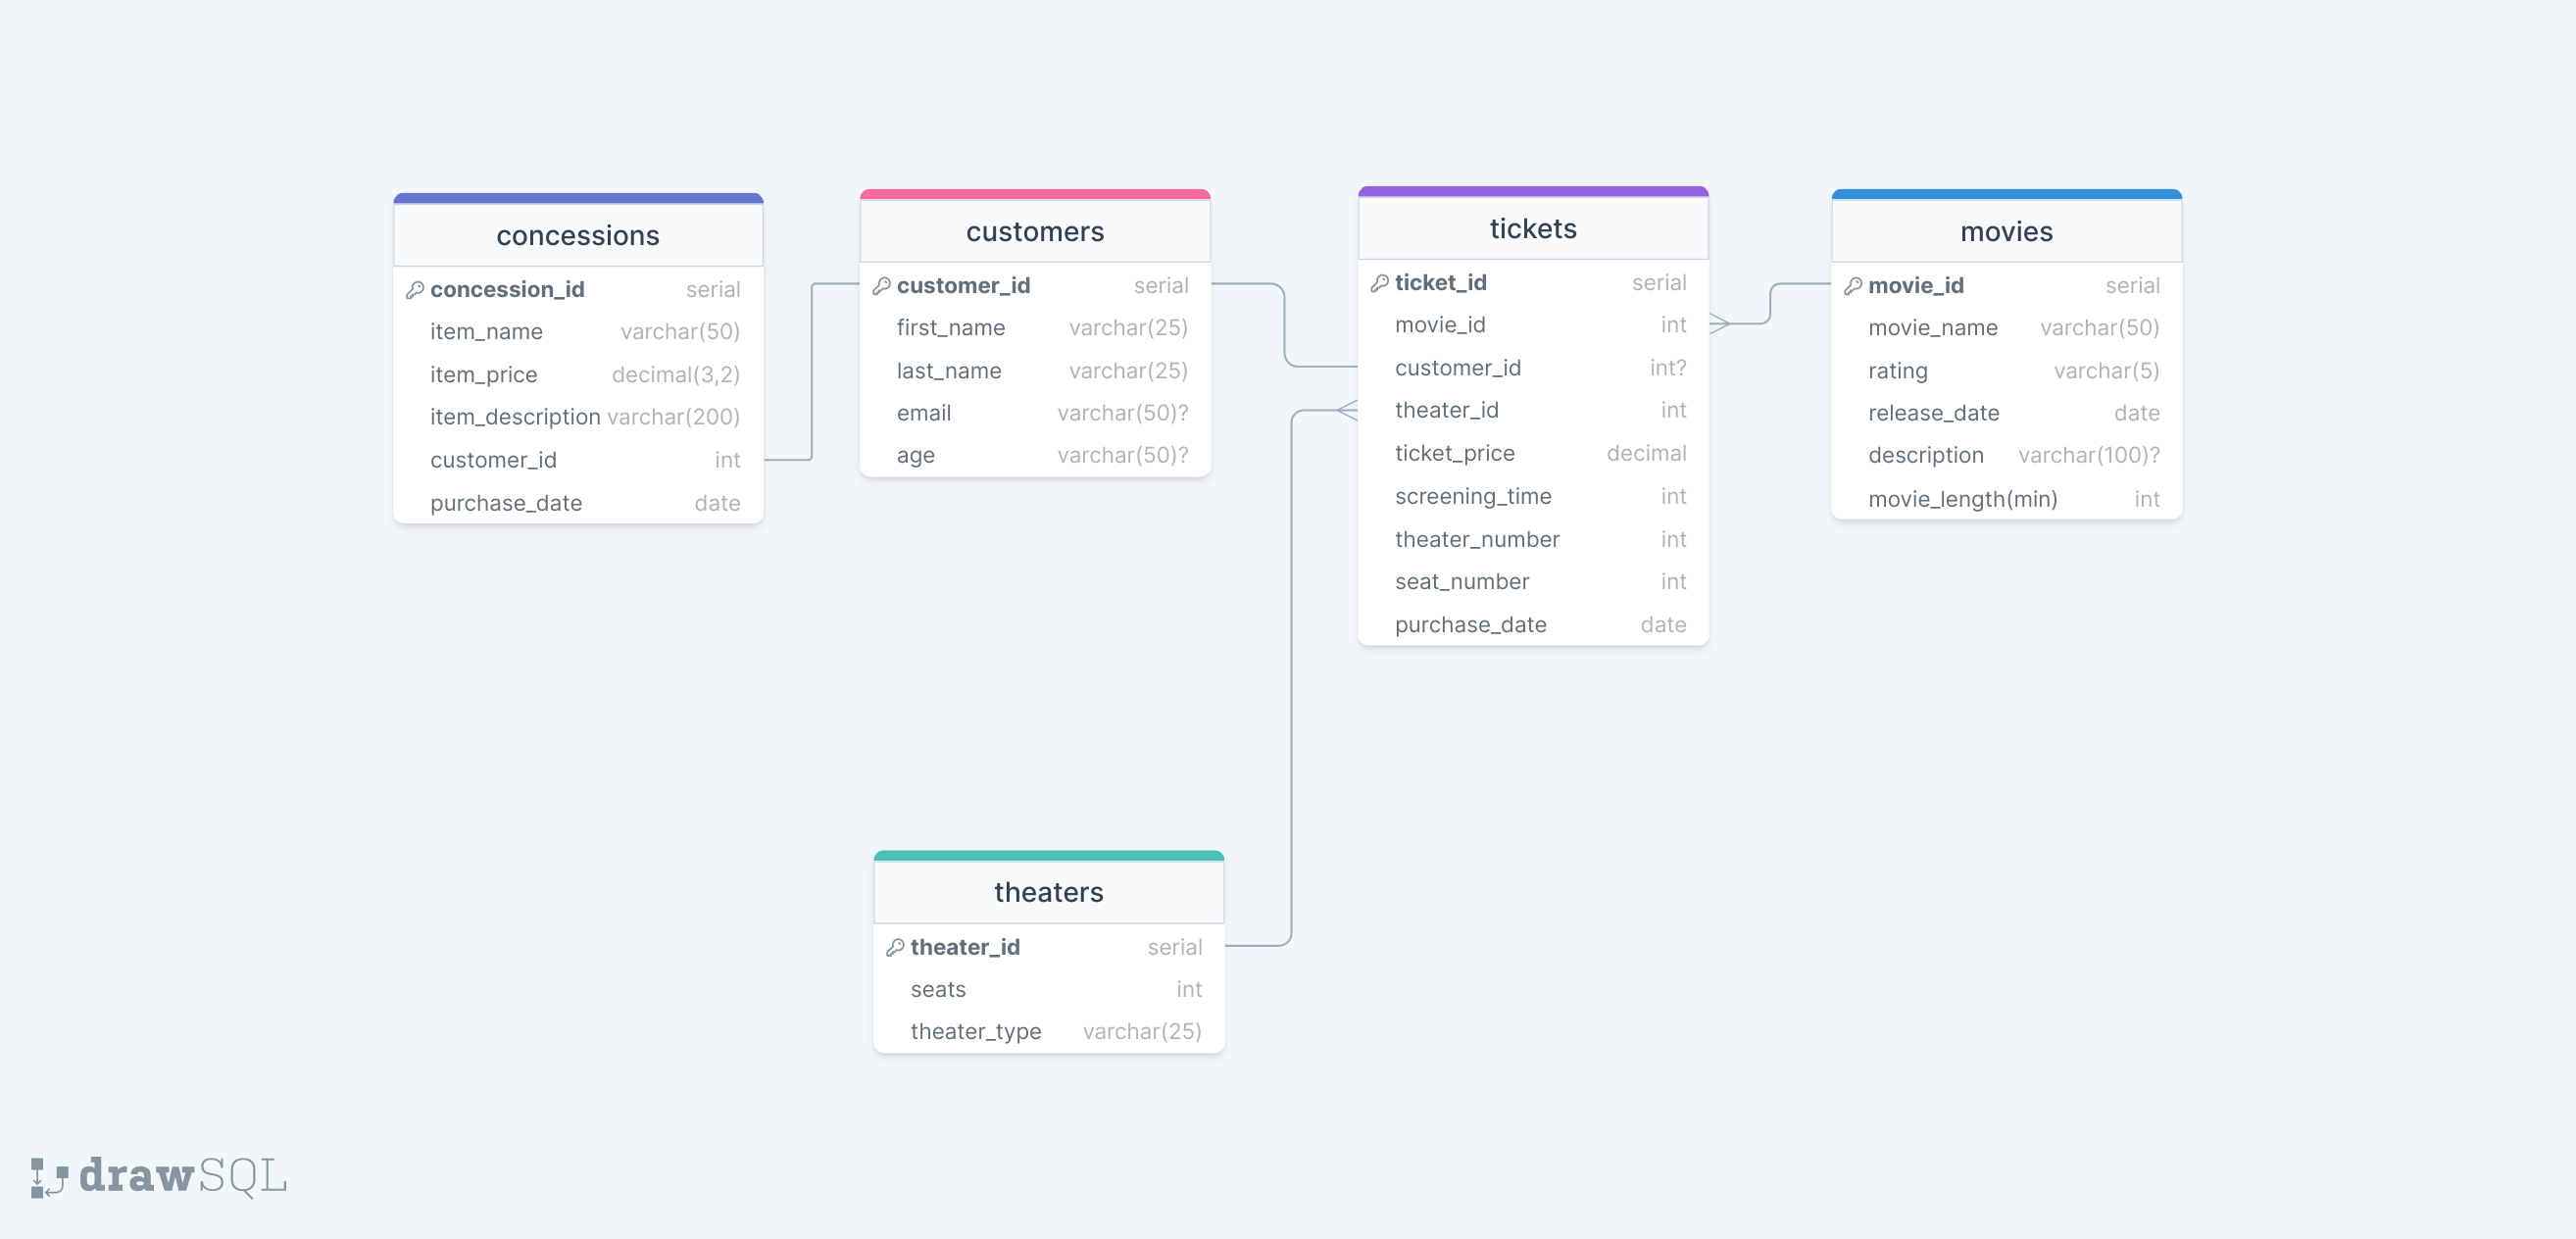 concessions
concession_id serial
item_name varchar(50)
item_price decimal(3,2)
item_description varchar(200)
customer_id int
purchase_date date
customers
customer_id serial
first_name varchar(25)
last_name varchar(25)
email varchar(50)?
age varchar(50)?
tickets
ticket_id serial
movie_id int
customer_id int?
theater_id int
ticket_price decimal
screening_time int
theater_number int
seat_number int
purchase_date date
movies
movie_id serial
movie_name varchar(50)
rating varchar(5)
release_date date
description varchar(100)?
movie_length(min) int
theaters
theater_id serial
seats int
theater_type varchar(25)
drawSQL